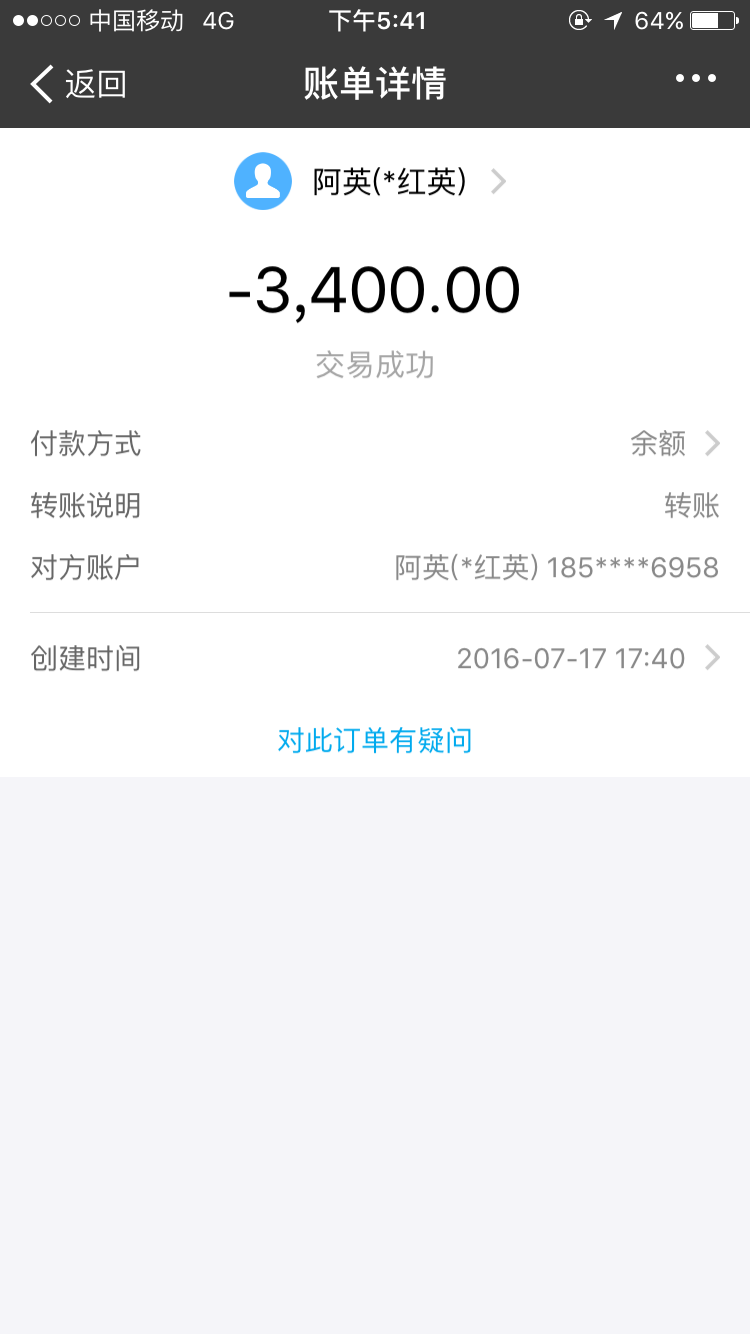 中国移动 4G 下午5:41 64%
返回 账单详情
阿英(*红英)
-3,400.00
交易成功
付款方式 余额
转账说明 转账
对方账户 阿英(*红英) 185****6958
创建时间 2016-07-17 17:40
对此订单有疑问